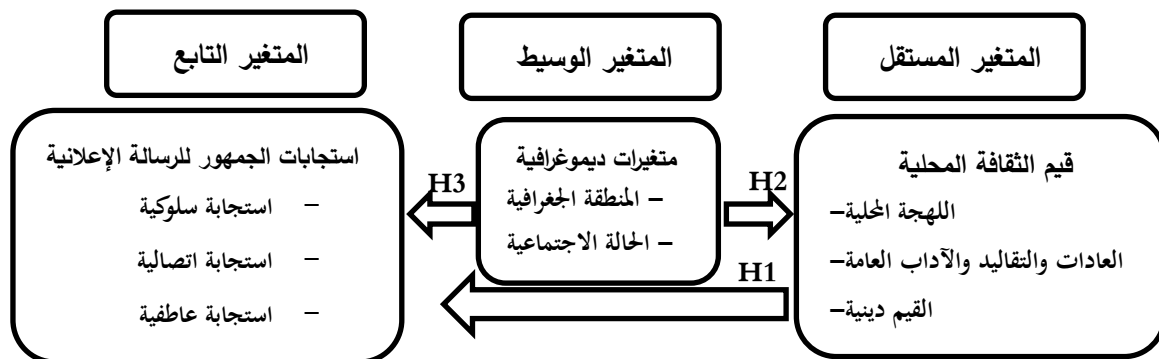 المتغير المستقل
المتغير الوسيط
المتغير التابع
قيم الثقافة المحلية
اللهجة المحلية–
العادات والتقاليد والآداب العامة–
القيم دينية–
H2
متغيرات ديموغرافية
– المنطقة الجغرافية
– الحالة الاجتماعية
H3
H1
استجابات الجمهور للرسالة الإعلانية
– استجابة سلوكية
– استجابة اتصالية
– استجابة عاطفية